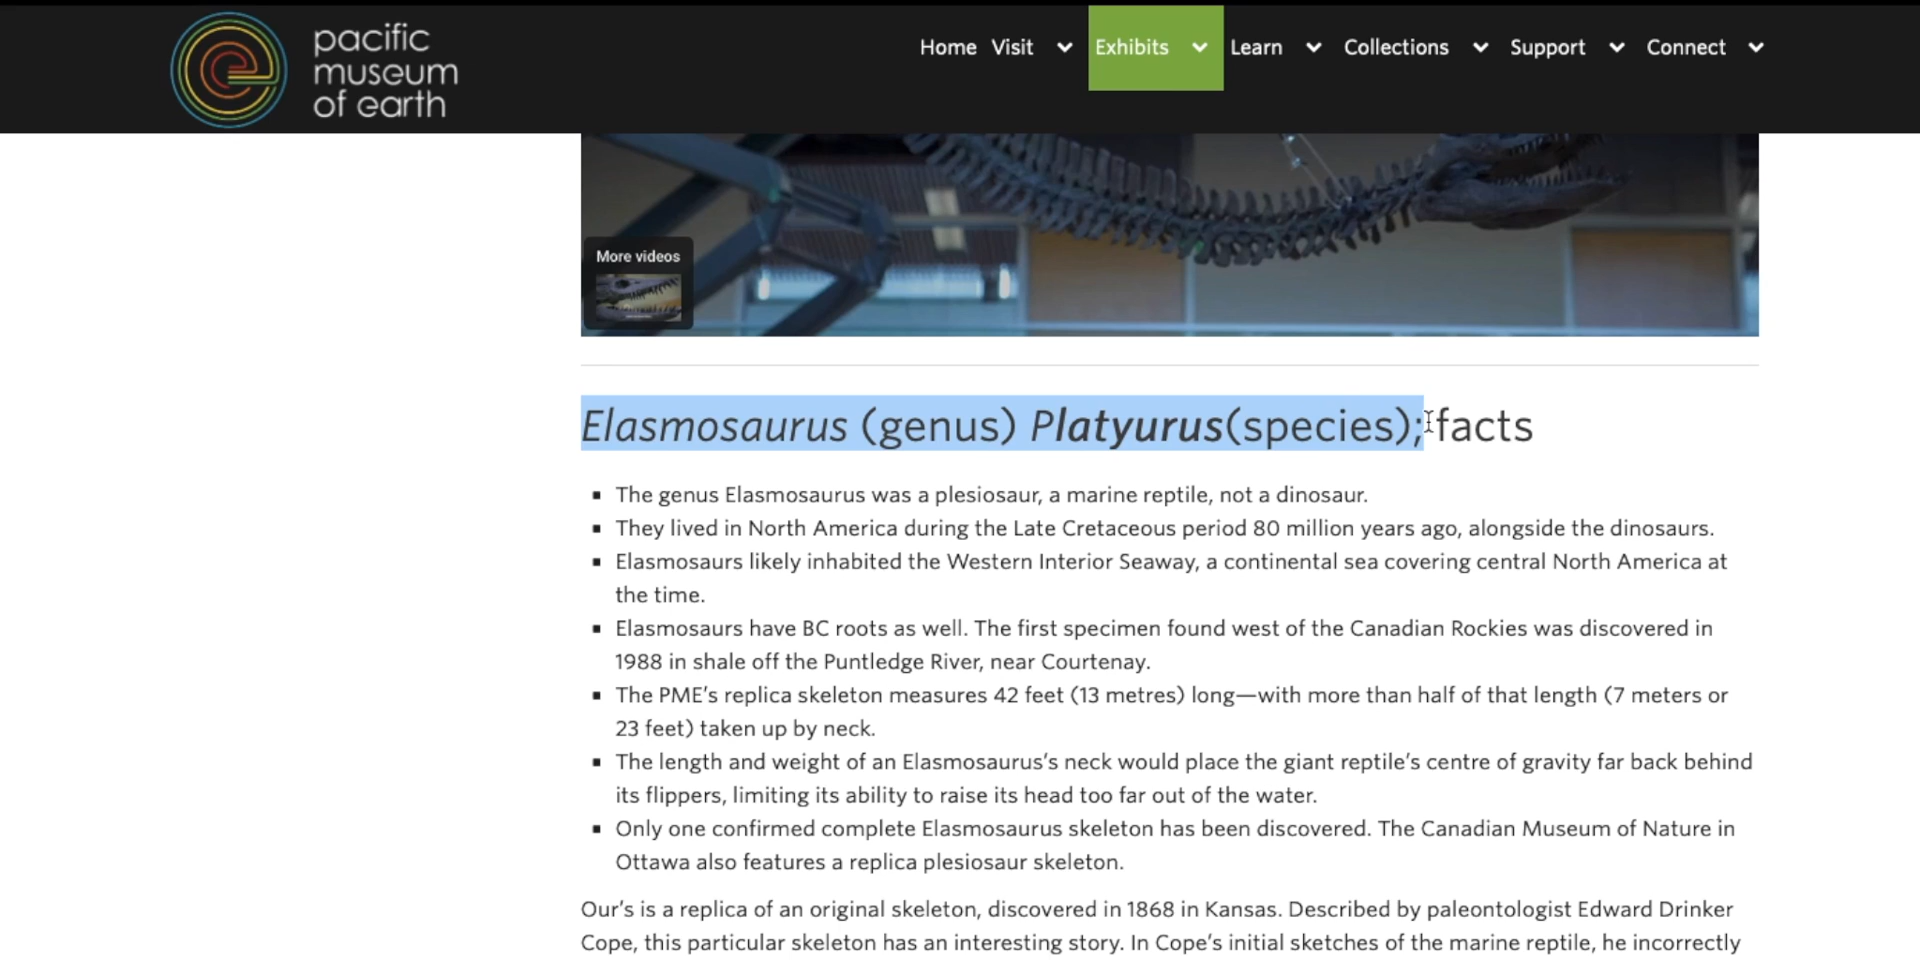 pacific
museum
of earth
Home Visit Exhibits Learn Collections Support Connect
More videos
Elasmosaurus (genus) Platyurus(species); facts
The genus Elasmosaurus was a plesiosaur, a marine reptile, not a dinosaur.
They lived in North America during the Late Cretaceous period 80 million years ago, alongside the dinosaurs.
Elasmosaurs likely inhabited the Western Interior Seaway, a continental sea covering central North America at
the time.
Elasmosaurs have BC roots as well. The first specimen found west of the Canadian Rockies was discovered in
1988 in shale off the Puntledge River, near Courtenay.
The PME’s replica skeleton measures 42 feet (13 metres) long—with more than half of that length (7 meters or
23 feet) taken up by neck.
The length and weight of an Elasmosaurus’s neck would place the giant reptile’s centre of gravity far back behind
its flippers, limiting its ability to raise its head too far out of the water.
Only one confirmed complete Elasmosaurus skeleton has been discovered. The Canadian Museum of Nature in
Ottawa also features a replica plesiosaur skeleton.
Our’s is a replica of an original skeleton, discovered in 1868 in Kansas. Described by paleontologist Edward Drinker
Cope, this particular skeleton has an interesting story. In Cope’s initial sketches of the marine reptile, he incorrectly